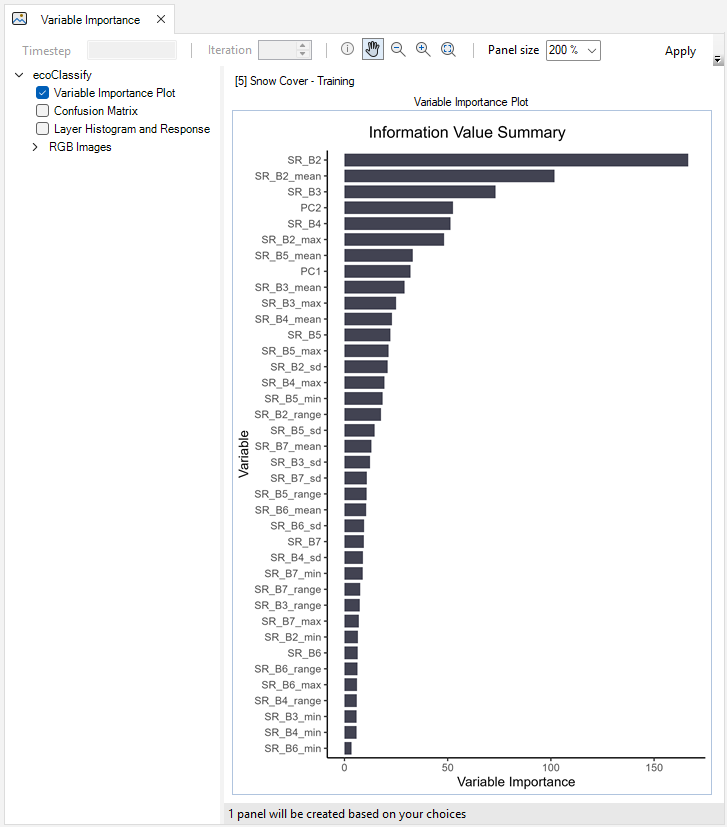 Variable Importance
Timestep
Iteration
Panel size 200 %
Apply
ecoClassify
Variable Importance Plot
Confusion Matrix
Layer Histogram and Response
RGB Images
[5] Snow Cover - Training
Variable Importance Plot
Information Value Summary
Variable
SR_B2
SR_B2_mean
SR_B3
PC2
SR_B4
SR_B2_max
SR_B5_mean
PC1
SR_B3_mean
SR_B3_max
SR_B4_mean
SR_B5
SR_B5_max
SR_B2_sd
SR_B4_max
SR_B5_min
SR_B2_range
SR_B5_sd
SR_B7_mean
SR_B3_sd
SR_B7_sd
SR_B5_range
SR_B6_mean
SR_B6_sd
SR_B7
SR_B4_sd
SR_B7_min
SR_B7_range
SR_B3_range
SR_B7_max
SR_B2_min
SR_B6
SR_B6_range
SR_B6_max
SR_B4_range
SR_B3_min
SR_B4_min
SR_B6_min
0 50 100 150
Variable Importance
1 panel will be created based on your choices